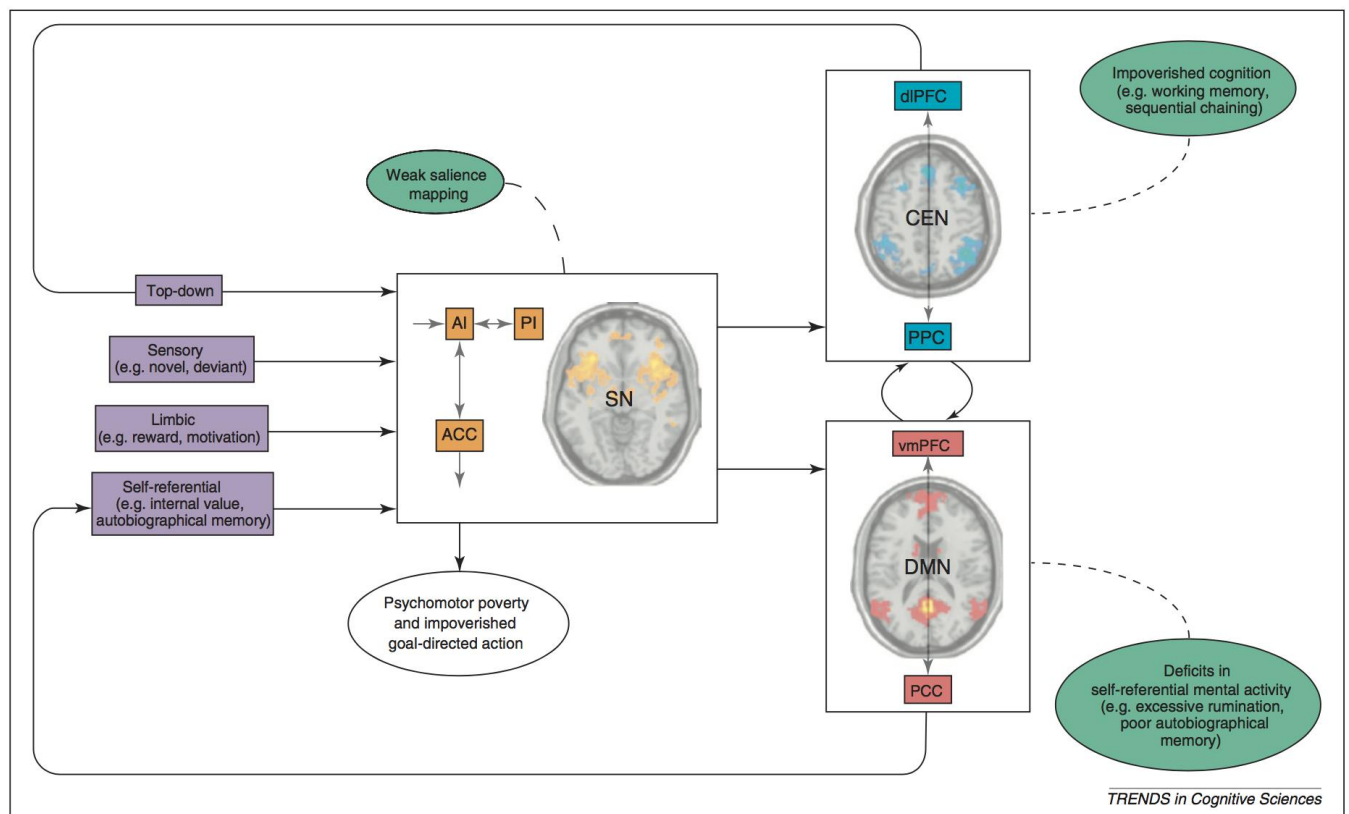 dlPFC
CEN
PPC
Impoverished cognition
(e.g. working memory,
sequential chaining)
Weak salience
mapping
Top-down
Sensory
(e.g. novel, deviant)
Limbic
(e.g. reward, motivation)
Self-referential
(e.g. internal value,
autobiographical memory)
AI
PI
ACC
SN
Psychomotor poverty
and impoverished
goal-directed action
vmPFC
DMN
PCC
Deficits in
self-referential mental activity
(e.g. excessive rumination,
poor autobiographical
memory)
TRENDS in Cognitive Sciences